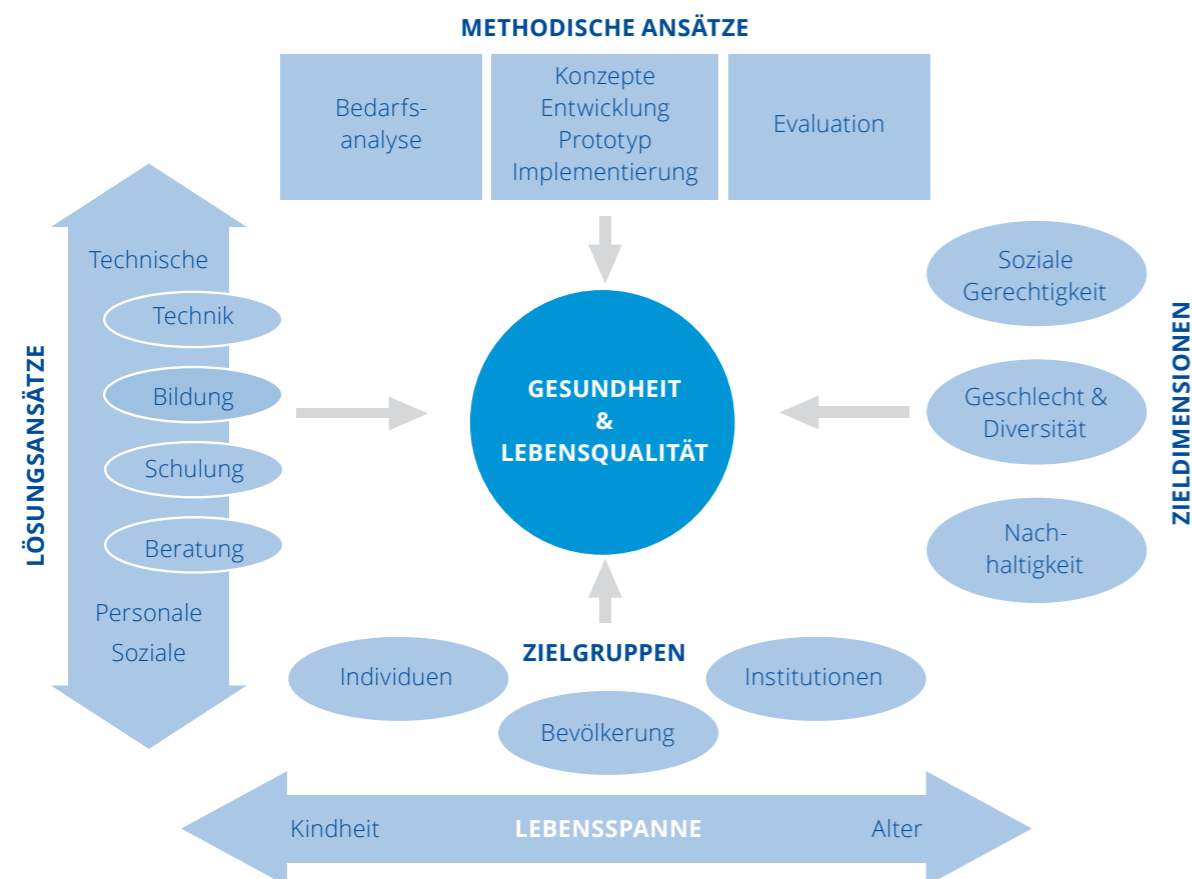 METHODISCHE ANSÄTZE
Bedarfs-
analyse
Konzepte
Entwicklung
Prototyp
Implementierung
Evaluation
LÖSUNGSANSÄTZE
Technische
Technik
Bildung
Schulung
Beratung
Personale
Soziale
GESUNDHEIT
&
LEBENSQUALITÄT
ZIELDIMENSIONEN
Soziale
Gerechtigkeit
Geschlecht &
Diversität
Nach-
haltigkeit
ZIELGRUPPEN
Individuen
Bevölkerung
Institutionen
Kindheit
LEBENSSPANNE
Alter